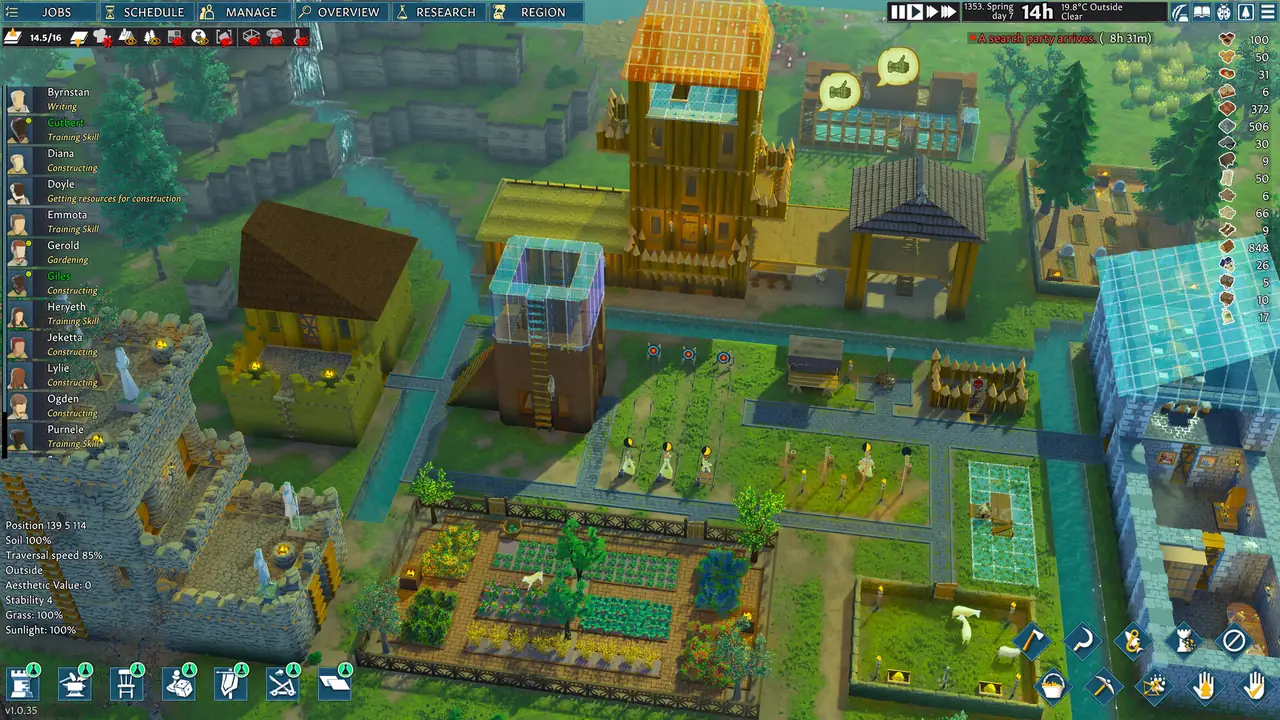 JOBS
SCHEDULE
MANAGE
OVERVIEW
RESEARCH
REGION
1353. Spring
day 7
14h
19.8°C Outside
Clear
14.5/16
A search party arrives. ( 8h 31m)
Byrnstan
Writing
Cutbert
Training Skill
Diana
Constructing
Doyle
Getting resources for construction
Emmota
Training Skill
Gerold
Gardening
Giles
Constructing
Heryeth
Training Skill
Jeketta
Constructing
Lylie
Constructing
Ogden
Constructing
Purnele
Training Skill
100
50
31
6
372
506
30
9
50
6
66
9
848
26
5
10
17
Position 139 5 114
Soil 100%
Traversal speed 85%
Outside
Aesthetic Value: 0
Stability 4
Grass: 100%
Sunlight: 100%
v1.0.35